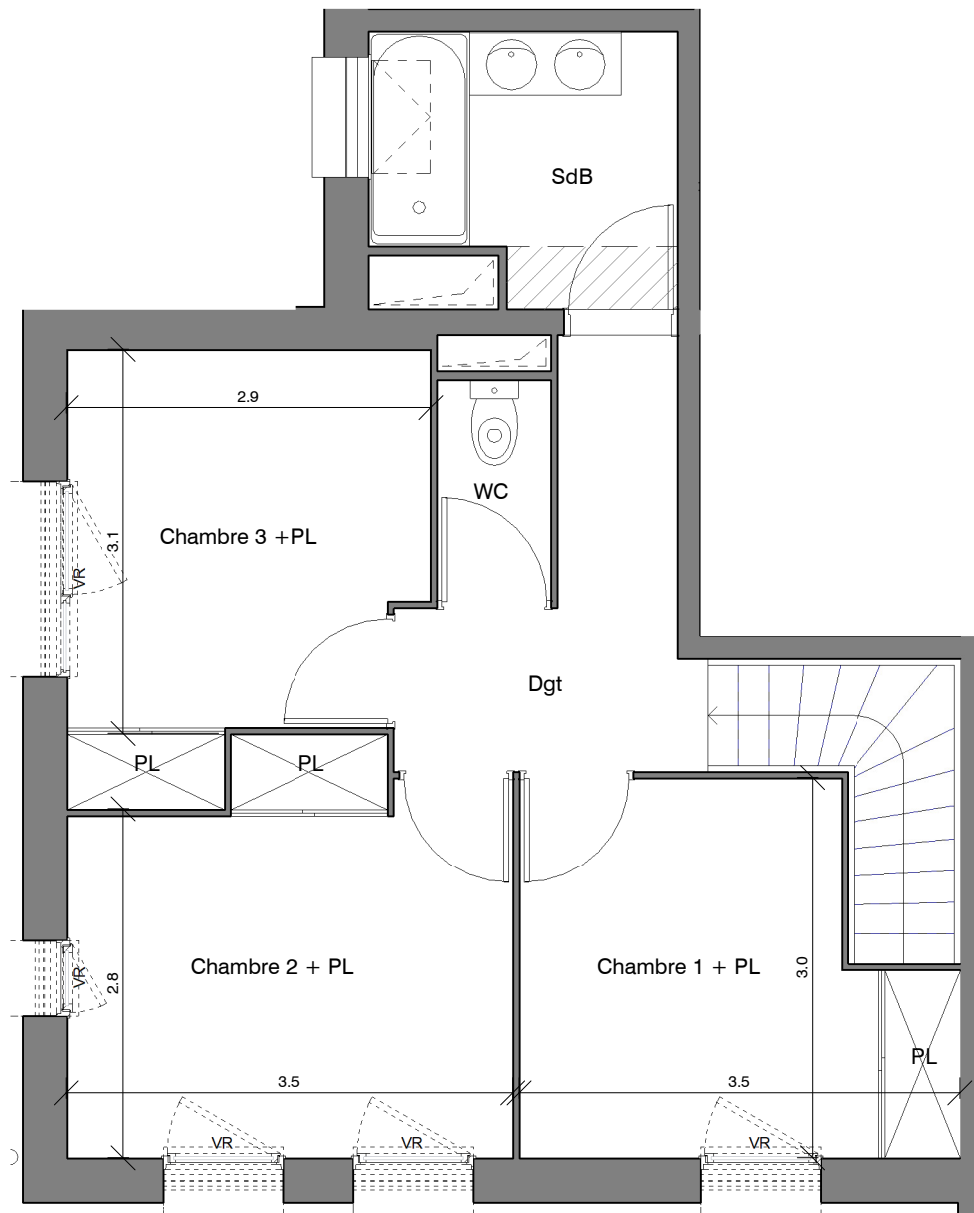 SdB
2.9
WC
Chambre 3 +PL
3.1
VR
Dgt
PL
PL
Chambre 2 + PL
Chambre 1 + PL
VR
2.8
3.0
PL
3.5
3.5
VR
VR
VR